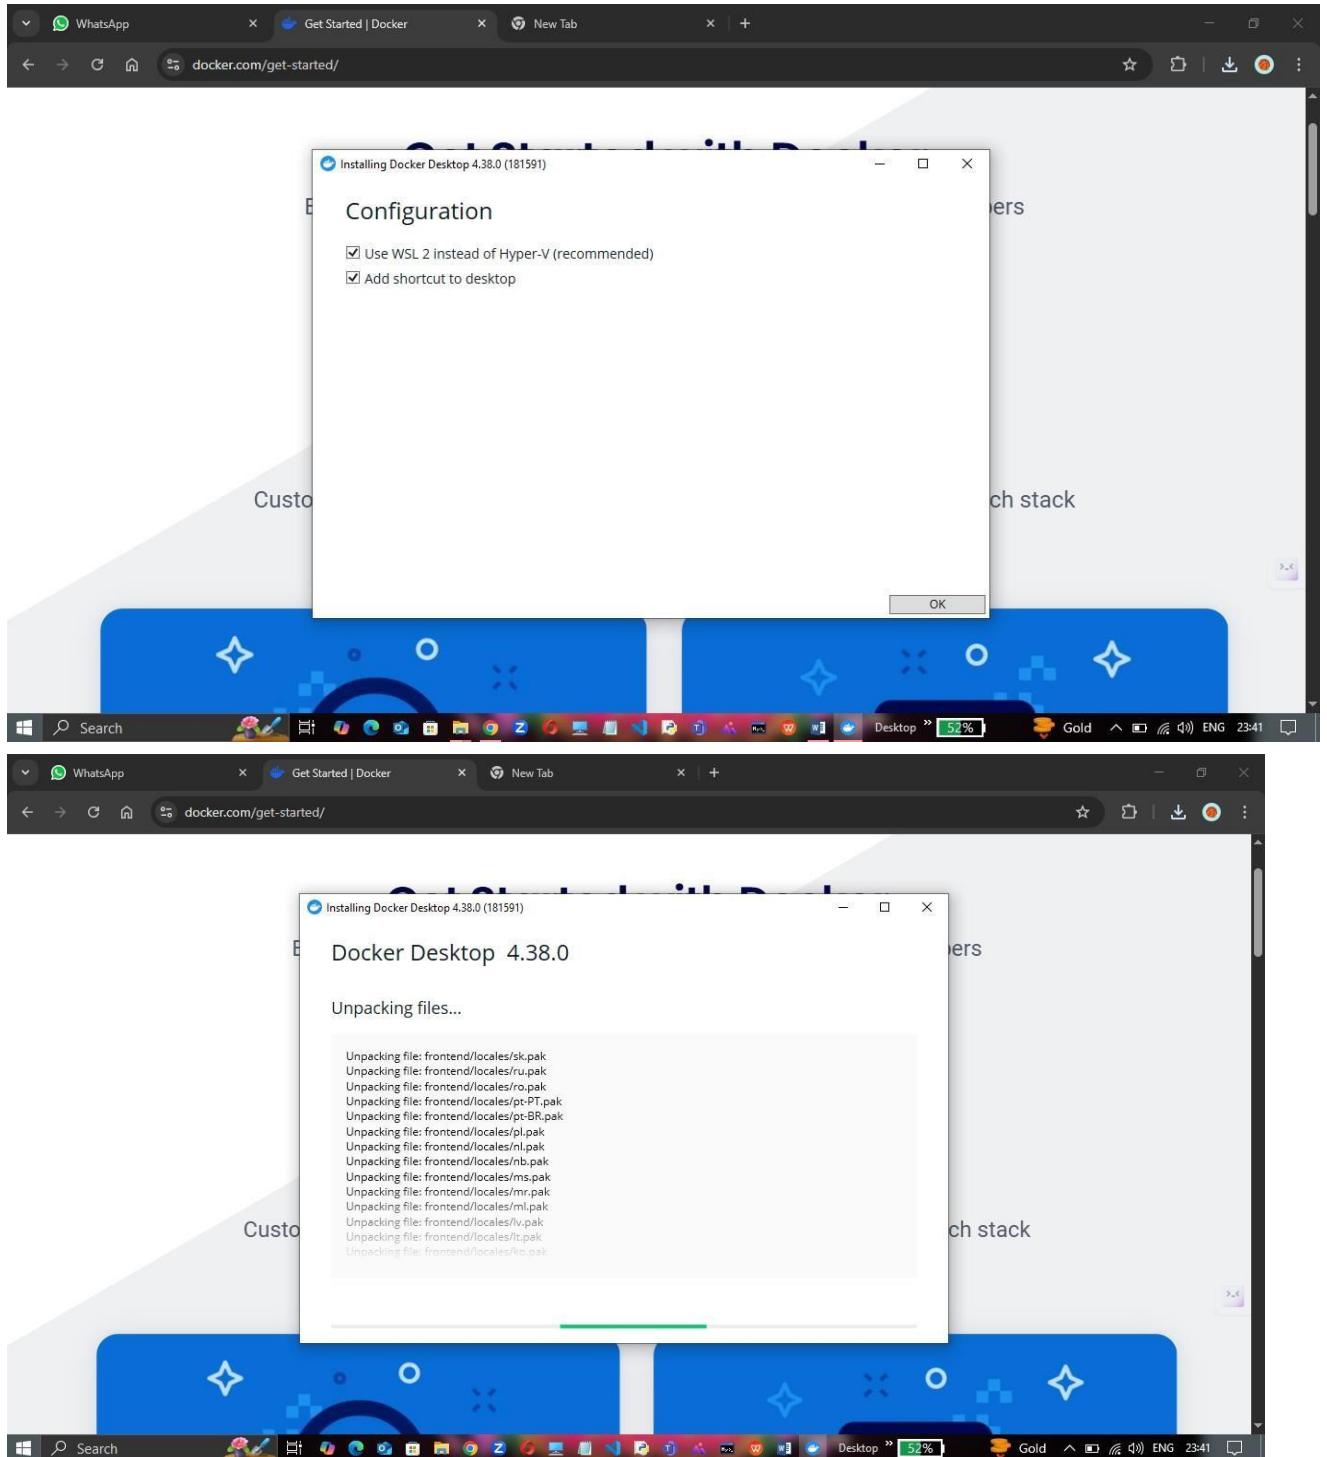 WhatsApp
Get Started | Docker
New Tab
docker.com/get-started/
Installing Docker Desktop 4.38.0 (181591)
Configuration
Use WSL 2 instead of Hyper-V (recommended)
Add shortcut to desktop
ers
Custo
ch stack
OK
Search
Desktop
52%
Gold
ENG
23:41
WhatsApp
Get Started | Docker
New Tab
docker.com/get-started/
Installing Docker Desktop 4.38.0 (181591)
Docker Desktop 4.38.0
ers
Unpacking files...
Unpacking file: frontend/locales/sk.pak
Unpacking file: frontend/locales/ru.pak
Unpacking file: frontend/locales/ro.pak
Unpacking file: frontend/locales/pt-PT.pak
Unpacking file: frontend/locales/pt-BR.pak
Unpacking file: frontend/locales/pl.pak
Unpacking file: frontend/locales/nl.pak
Unpacking file: frontend/locales/nb.pak
Unpacking file: frontend/locales/ms.pak
Unpacking file: frontend/locales/mr.pak
Unpacking file: frontend/locales/ml.pak
Unpacking file: frontend/locales/lv.pak
Unpacking file: frontend/locales/lt.pak
Unpacking file: frontend/locales/ko.pak
Custo
ch stack
Search
Desktop
52%
Gold
ENG
23:41